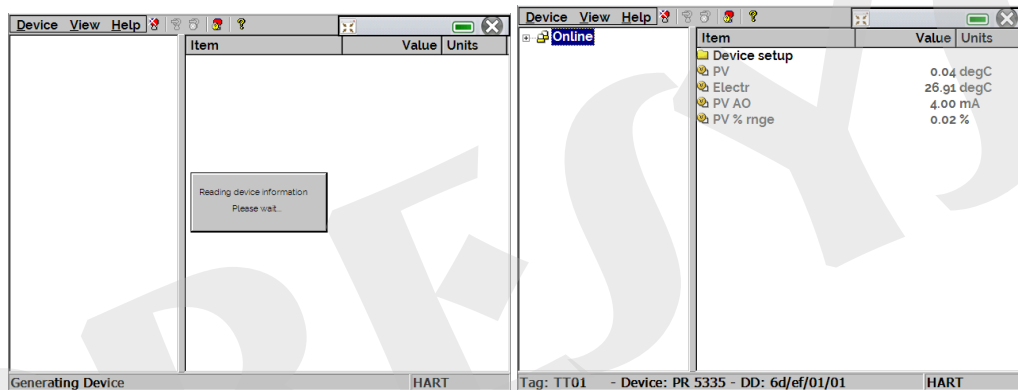 Device View Help
Item Value Units
Reading device information
Please wait...
Generating Device HART
Device View Help
Online
Item Value Units
Device setup
PV 0.04 degC
Electr 26.91 degC
PV AO 4.00 mA
PV % rnge 0.02 %
Tag: TT01 - Device: PR 5335 - DD: 6d/ef/01/01 HART